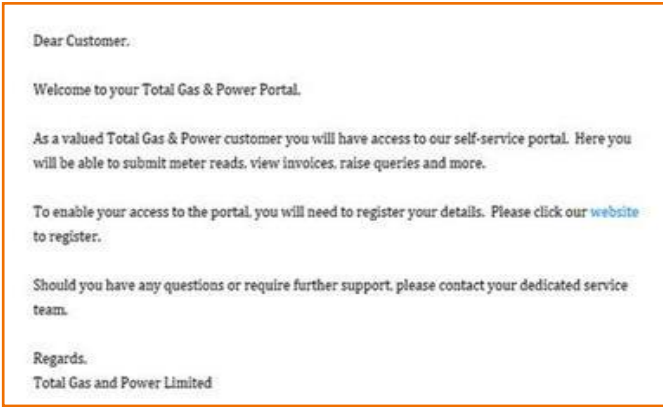 Dear Customer,
Welcome to your Total Gas & Power Portal.
As a valued Total Gas & Power customer you will have access to our self-service portal.  Here you
will be able to submit meter reads, view invoices, raise queries and more.
To enable your access to the portal, you will need to register your details.  Please click our website
to register.
Should you have any questions or require further support, please contact your dedicated service
team.
Regards,
Total Gas and Power Limited